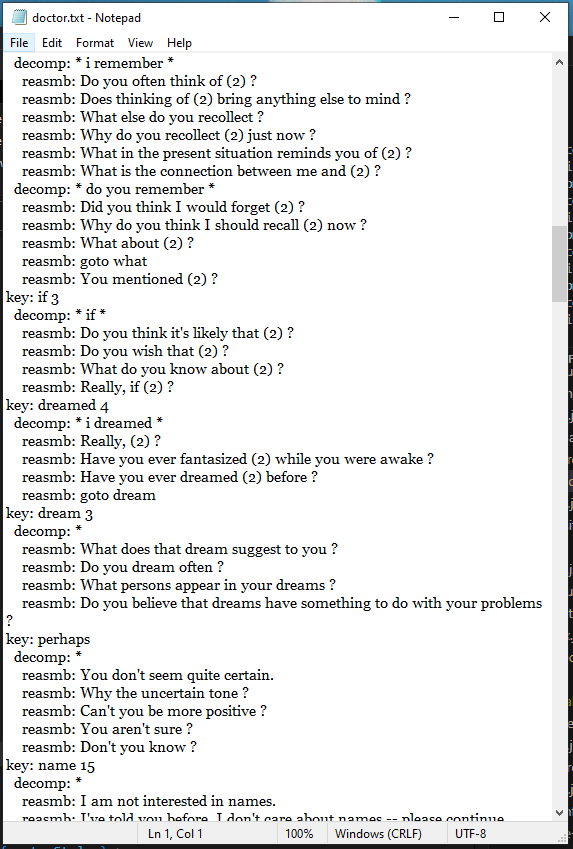 doctor.txt - Notepad
File Edit Format View Help
decomp: * i remember *
reasmb: Do you often think of (2) ?
reasmb: Does thinking of (2) bring anything else to mind ?
reasmb: What else do you recollect ?
reasmb: Why do you recollect (2) just now ?
reasmb: What in the present situation reminds you of (2) ?
reasmb: What is the connection between me and (2) ?
decomp: * do you remember *
reasmb: Did you think I would forget (2) ?
reasmb: Why do you think I should recall (2) now ?
reasmb: What about (2) ?
reasmb: goto what
reasmb: You mentioned (2) ?
key: if 3
decomp: * if *
reasmb: Do you think it's likely that (2) ?
reasmb: Do you wish that (2) ?
reasmb: What do you know about (2) ?
reasmb: Really, if (2) ?
key: dreamed 4
decomp: * i dreamed *
reasmb: Really, (2) ?
reasmb: Have you ever fantasized (2) while you were awake ?
reasmb: Have you ever dreamed (2) before ?
reasmb: goto dream
key: dream 3
decomp: *
reasmb: What does that dream suggest to you ?
reasmb: Do you dream often ?
reasmb: What persons appear in your dreams ?
reasmb: Do you believe that dreams have something to do with your problems
?
key: perhaps
decomp: *
reasmb: You don't seem quite certain.
reasmb: Why the uncertain tone ?
reasmb: Can't you be more positive ?
reasmb: You aren't sure ?
reasmb: Don't you know ?
key: name 15
decomp: *
reasmb: I am not interested in names.
reasmb: I've told you before, I don't care about names -- please continue
Ln 1, Col 1 100% Windows (CRLF) UTF-8